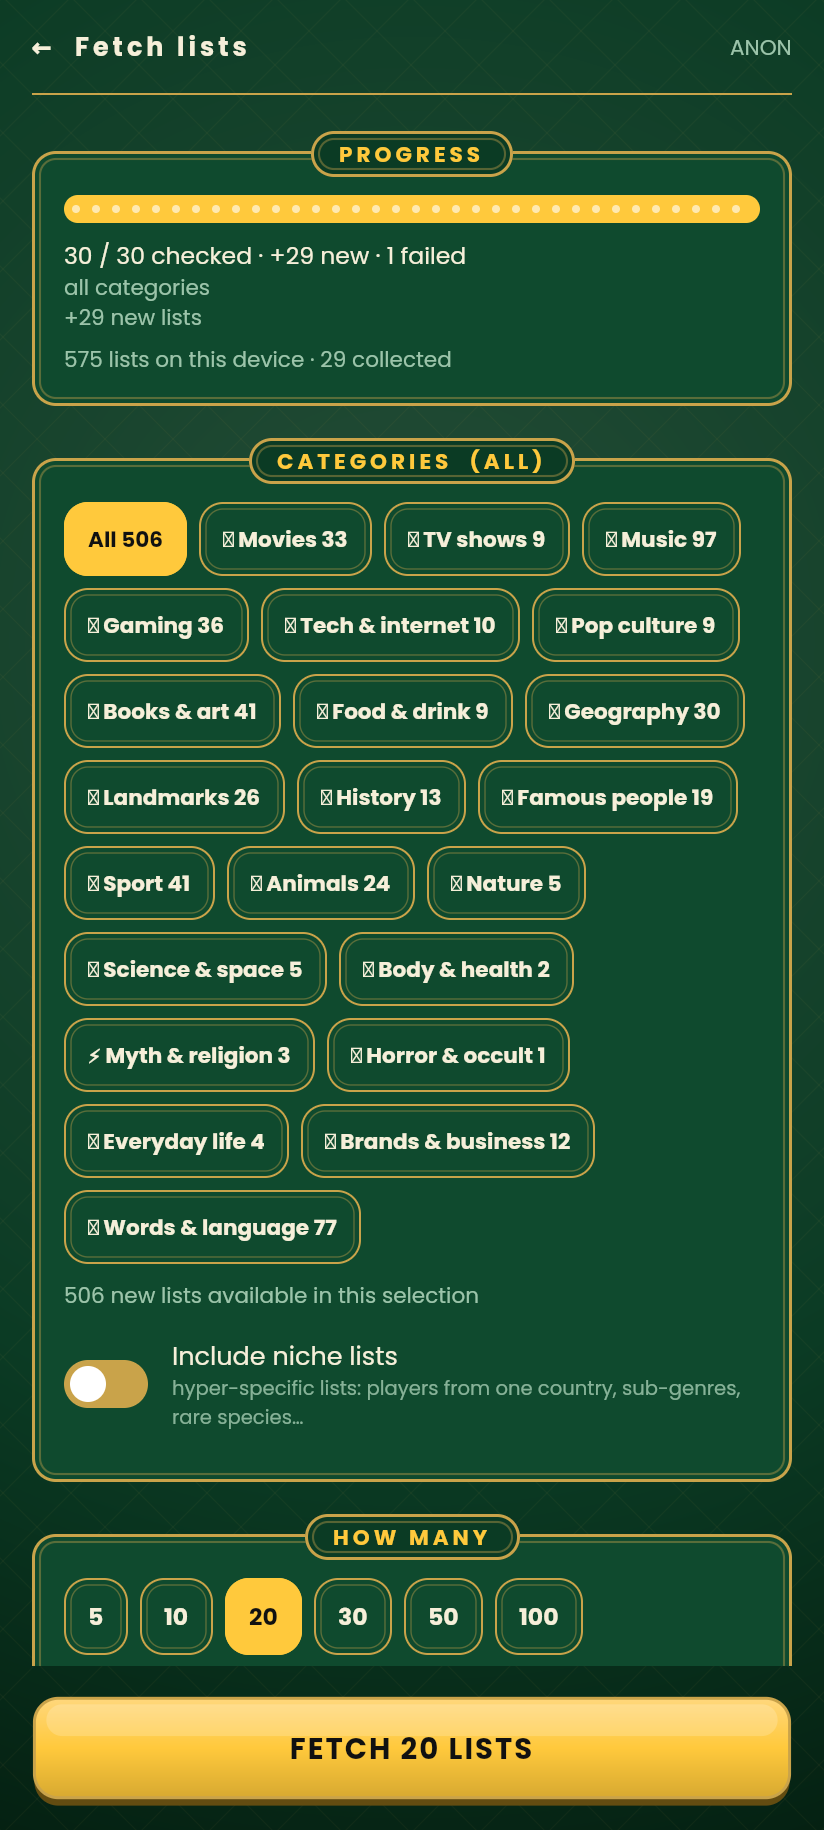 ← Fetch lists
ANON
PROGRESS
30 / 30 checked · +29 new · 1 failed
all categories
+29 new lists
575 lists on this device · 29 collected
CATEGORIES (ALL)
All 506
Movies 33
TV shows 9
Music 97
Gaming 36
Tech & internet 10
Pop culture 9
Books & art 41
Food & drink 9
Geography 30
Landmarks 26
History 13
Famous people 19
Sport 41
Animals 24
Nature 5
Science & space 5
Body & health 2
⚡ Myth & religion 3
Horror & occult 1
Everyday life 4
Brands & business 12
Words & language 77
506 new lists available in this selection
Include niche lists
hyper-specific lists: players from one country, sub-genres,
rare species...
HOW MANY
5
10
20
30
50
100
FETCH 20 LISTS